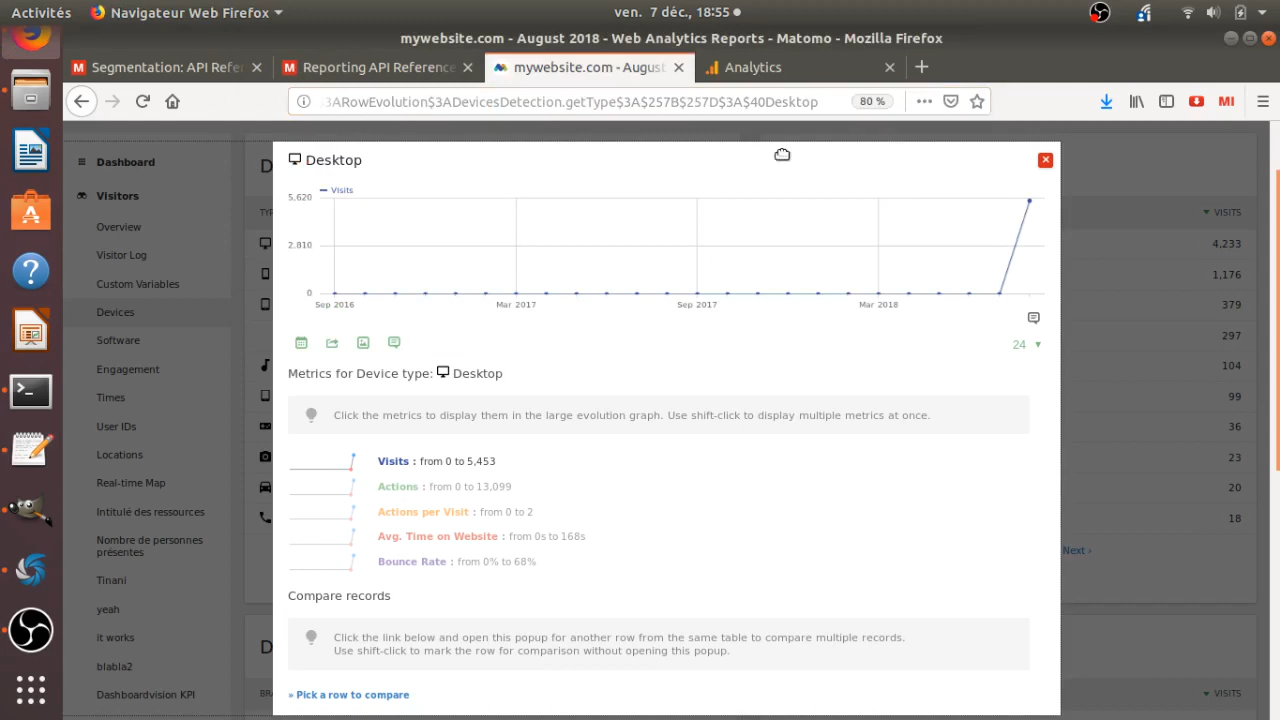 Activités
Navigateur Web Firefox
ven. 7 déc., 18:55
mywebsite.com - August 2018 - Web Analytics Reports - Matomo - Mozilla Firefox
Segmentation: API Refer
Reporting API Reference
mywebsite.com - August
Analytics
3ARowEvolution$3ADevicesDetection.getType$3A$257B$257D$3A$40Desktop
80 %
MI
Dashboard
Visitors
Overview
Visitor Log
Custom Variables
Devices
Software
Engagement
Times
User IDs
Locations
Real-time Map
Intitulé des ressources
Nombre de personnes
présentes
Tinani
yeah
it works
blabla2
Dashboardvision KPI
Desktop
Visits
5,620
2,810
0
Sep 2016
Mar 2017
Sep 2017
Mar 2018
24
Metrics for Device type: Desktop
Click the metrics to display them in the large evolution graph. Use shift-click to display multiple metrics at once.
Visits : from 0 to 5,453
Actions : from 0 to 13,099
Actions per Visit : from 0 to 2
Avg. Time on Website : from 0s to 168s
Bounce Rate : from 0% to 68%
Compare records
Click the link below and open this popup for another row from the same table to compare multiple records.
Use shift-click to mark the row for comparison without opening this popup.
» Pick a row to compare
VISITS
4,233
1,176
379
297
104
99
36
23
20
18
Next ›
VISITS